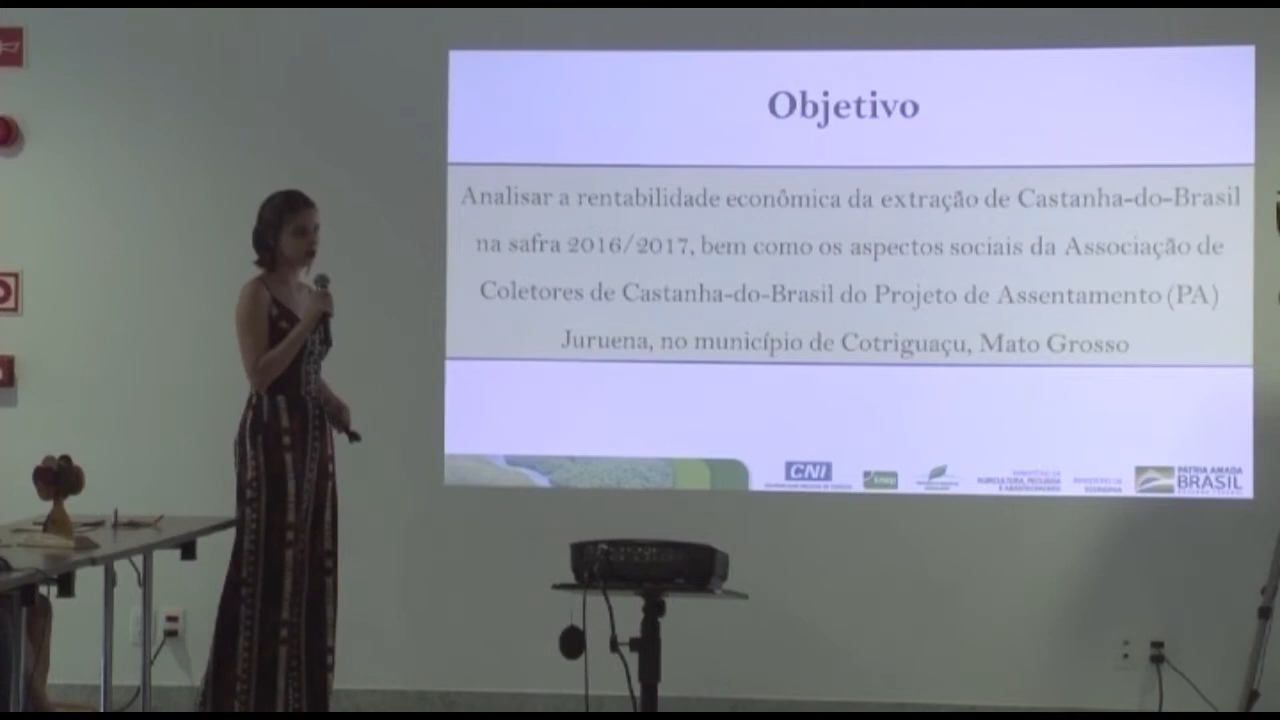 Objetivo
Analisar a rentabilidade econômica da extração de Castanha-do-Brasil
na safra 2016/2017, bem como os aspectos sociais da Associação de
Coletores de Castanha-do-Brasil do Projeto de Assentamento (PA)
Juruena, no município de Cotriguaçu, Mato Grosso
CNI
PÁTRIA AMADA
BRASIL